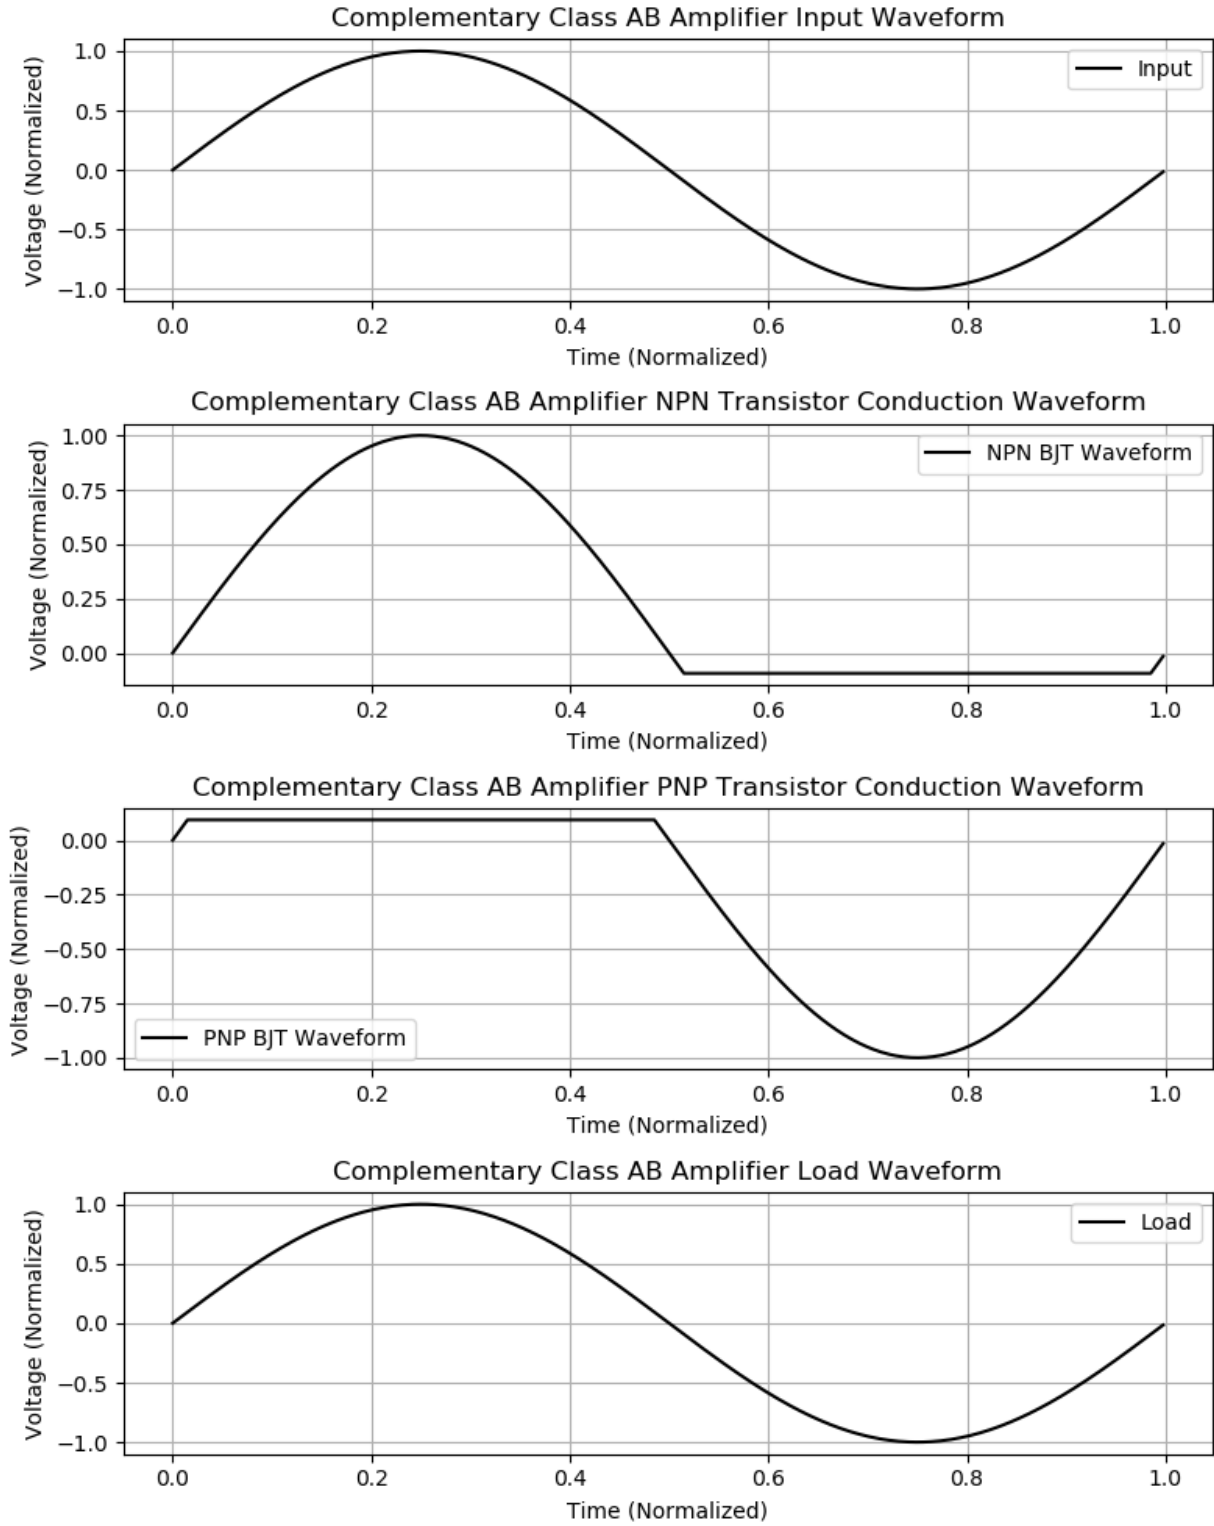 Complementary Class AB Amplifier Input Waveform
Voltage (Normalized)
1.0
0.5
0.0
−0.5
−1.0
Input
0.0 0.2 0.4 0.6 0.8 1.0
Time (Normalized)
Complementary Class AB Amplifier NPN Transistor Conduction Waveform
Voltage (Normalized)
1.00
0.75
0.50
0.25
0.00
NPN BJT Waveform
0.0 0.2 0.4 0.6 0.8 1.0
Time (Normalized)
Complementary Class AB Amplifier PNP Transistor Conduction Waveform
Voltage (Normalized)
0.00
−0.25
−0.50
−0.75
−1.00
PNP BJT Waveform
0.0 0.2 0.4 0.6 0.8 1.0
Time (Normalized)
Complementary Class AB Amplifier Load Waveform
Voltage (Normalized)
1.0
0.5
0.0
−0.5
−1.0
Load
0.0 0.2 0.4 0.6 0.8 1.0
Time (Normalized)